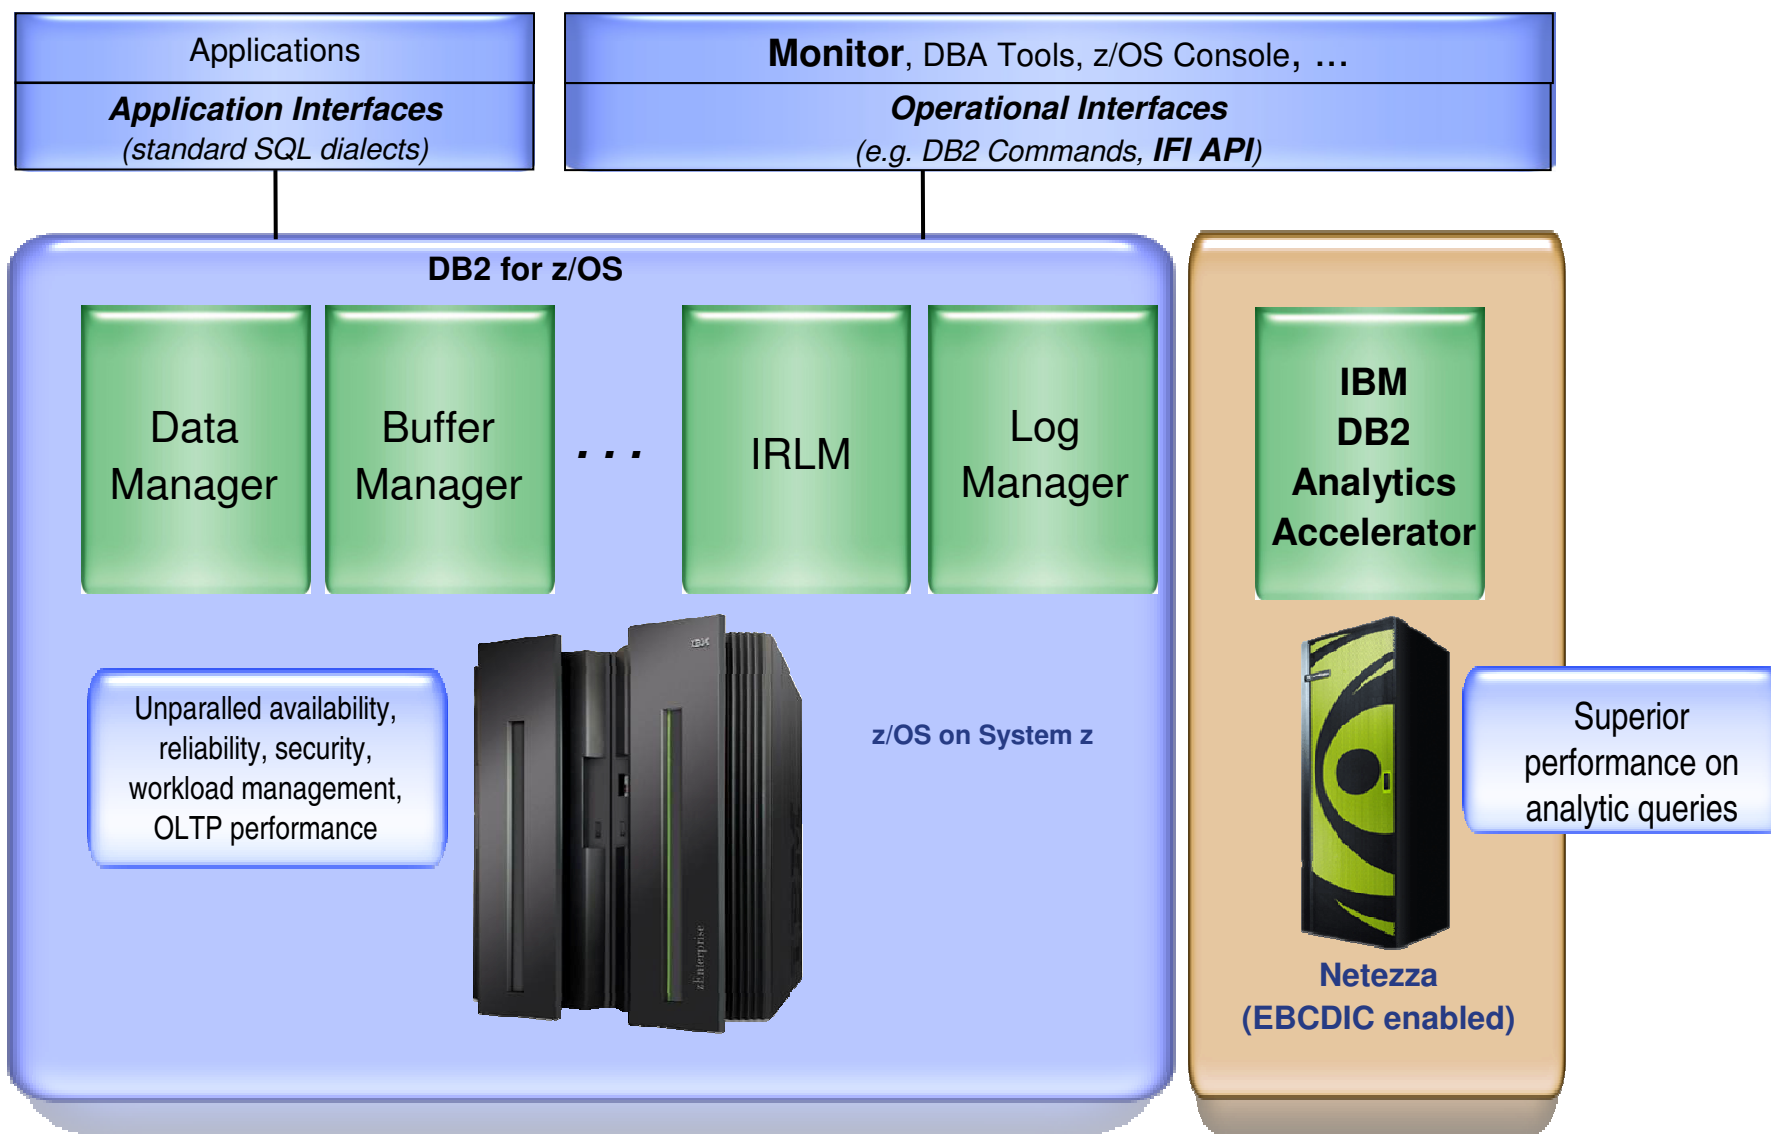 Applications
Application Interfaces
(standard SQL dialects)
Monitor, DBA Tools, z/OS Console, ...
Operational Interfaces
(e.g. DB2 Commands, IFI API)
DB2 for z/OS
Data
Manager
Buffer
Manager
...
IRLM
Log
Manager
IBM
DB2
Analytics
Accelerator
Unparalled availability,
reliability, security,
workload management,
OLTP performance
IBM
zEnterprise
z/OS on System z
Superior
performance on
analytic queries
Netezza
(EBCDIC enabled)